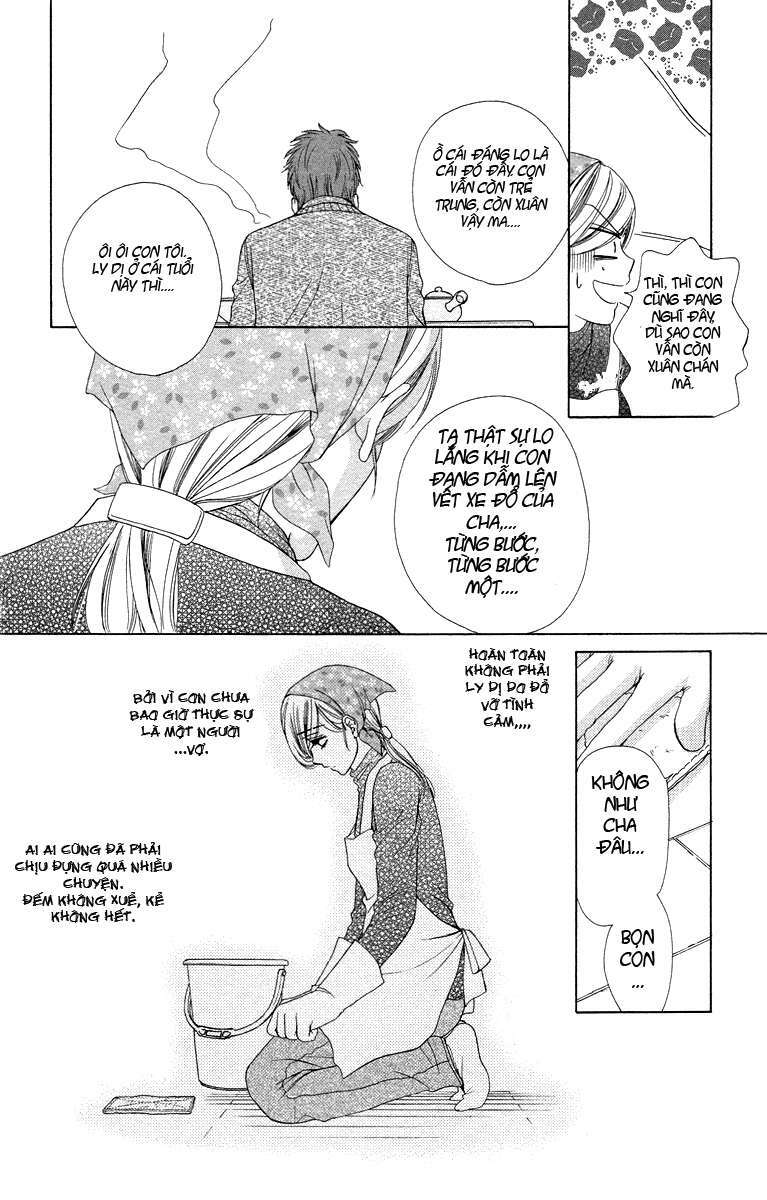 THÌ, THÌ CON
CŨNG ĐANG
NGHĨ ĐÂY,
DÙ SAO CON
VẪN CÒN
XUÂN CHÁN
MÀ.
Ồ CÁI ĐÁNG LO LÀ
CÁI ĐÓ ĐẤY. CON
VẪN CÒN TRẺ
TRUNG, CÒN XUÂN
VẬY MÀ....
ÔI ÔI CON TÔI.
LY DỊ Ở CÁI TUỔI
NÀY THÌ....
TA THẬT SỰ LO
LẮNG KHI CON
ĐANG DẪM LÊN
VẾT XE ĐỔ CỦA
CHA,...
TỪNG BƯỚC,
TỪNG BƯỚC
MỘT....
KHÔNG
NHƯ
CHA
ĐÂU...
BỌN
CON
...
HOÀN TOÀN
KHÔNG PHẢI
LY DỊ DO ĐỔ
VỠ TÌNH
CẢM,,,,
BỞI VÌ CON CHƯA
BAO GIỜ THỰC SỰ
LÀ MỘT NGƯỜI
...VỢ.
AI AI CŨNG ĐÃ PHẢI
CHỊU ĐỰNG QUÁ NHIỀU
CHUYỆN.
ĐẾM KHÔNG XUỂ, KỂ
KHÔNG HẾT.